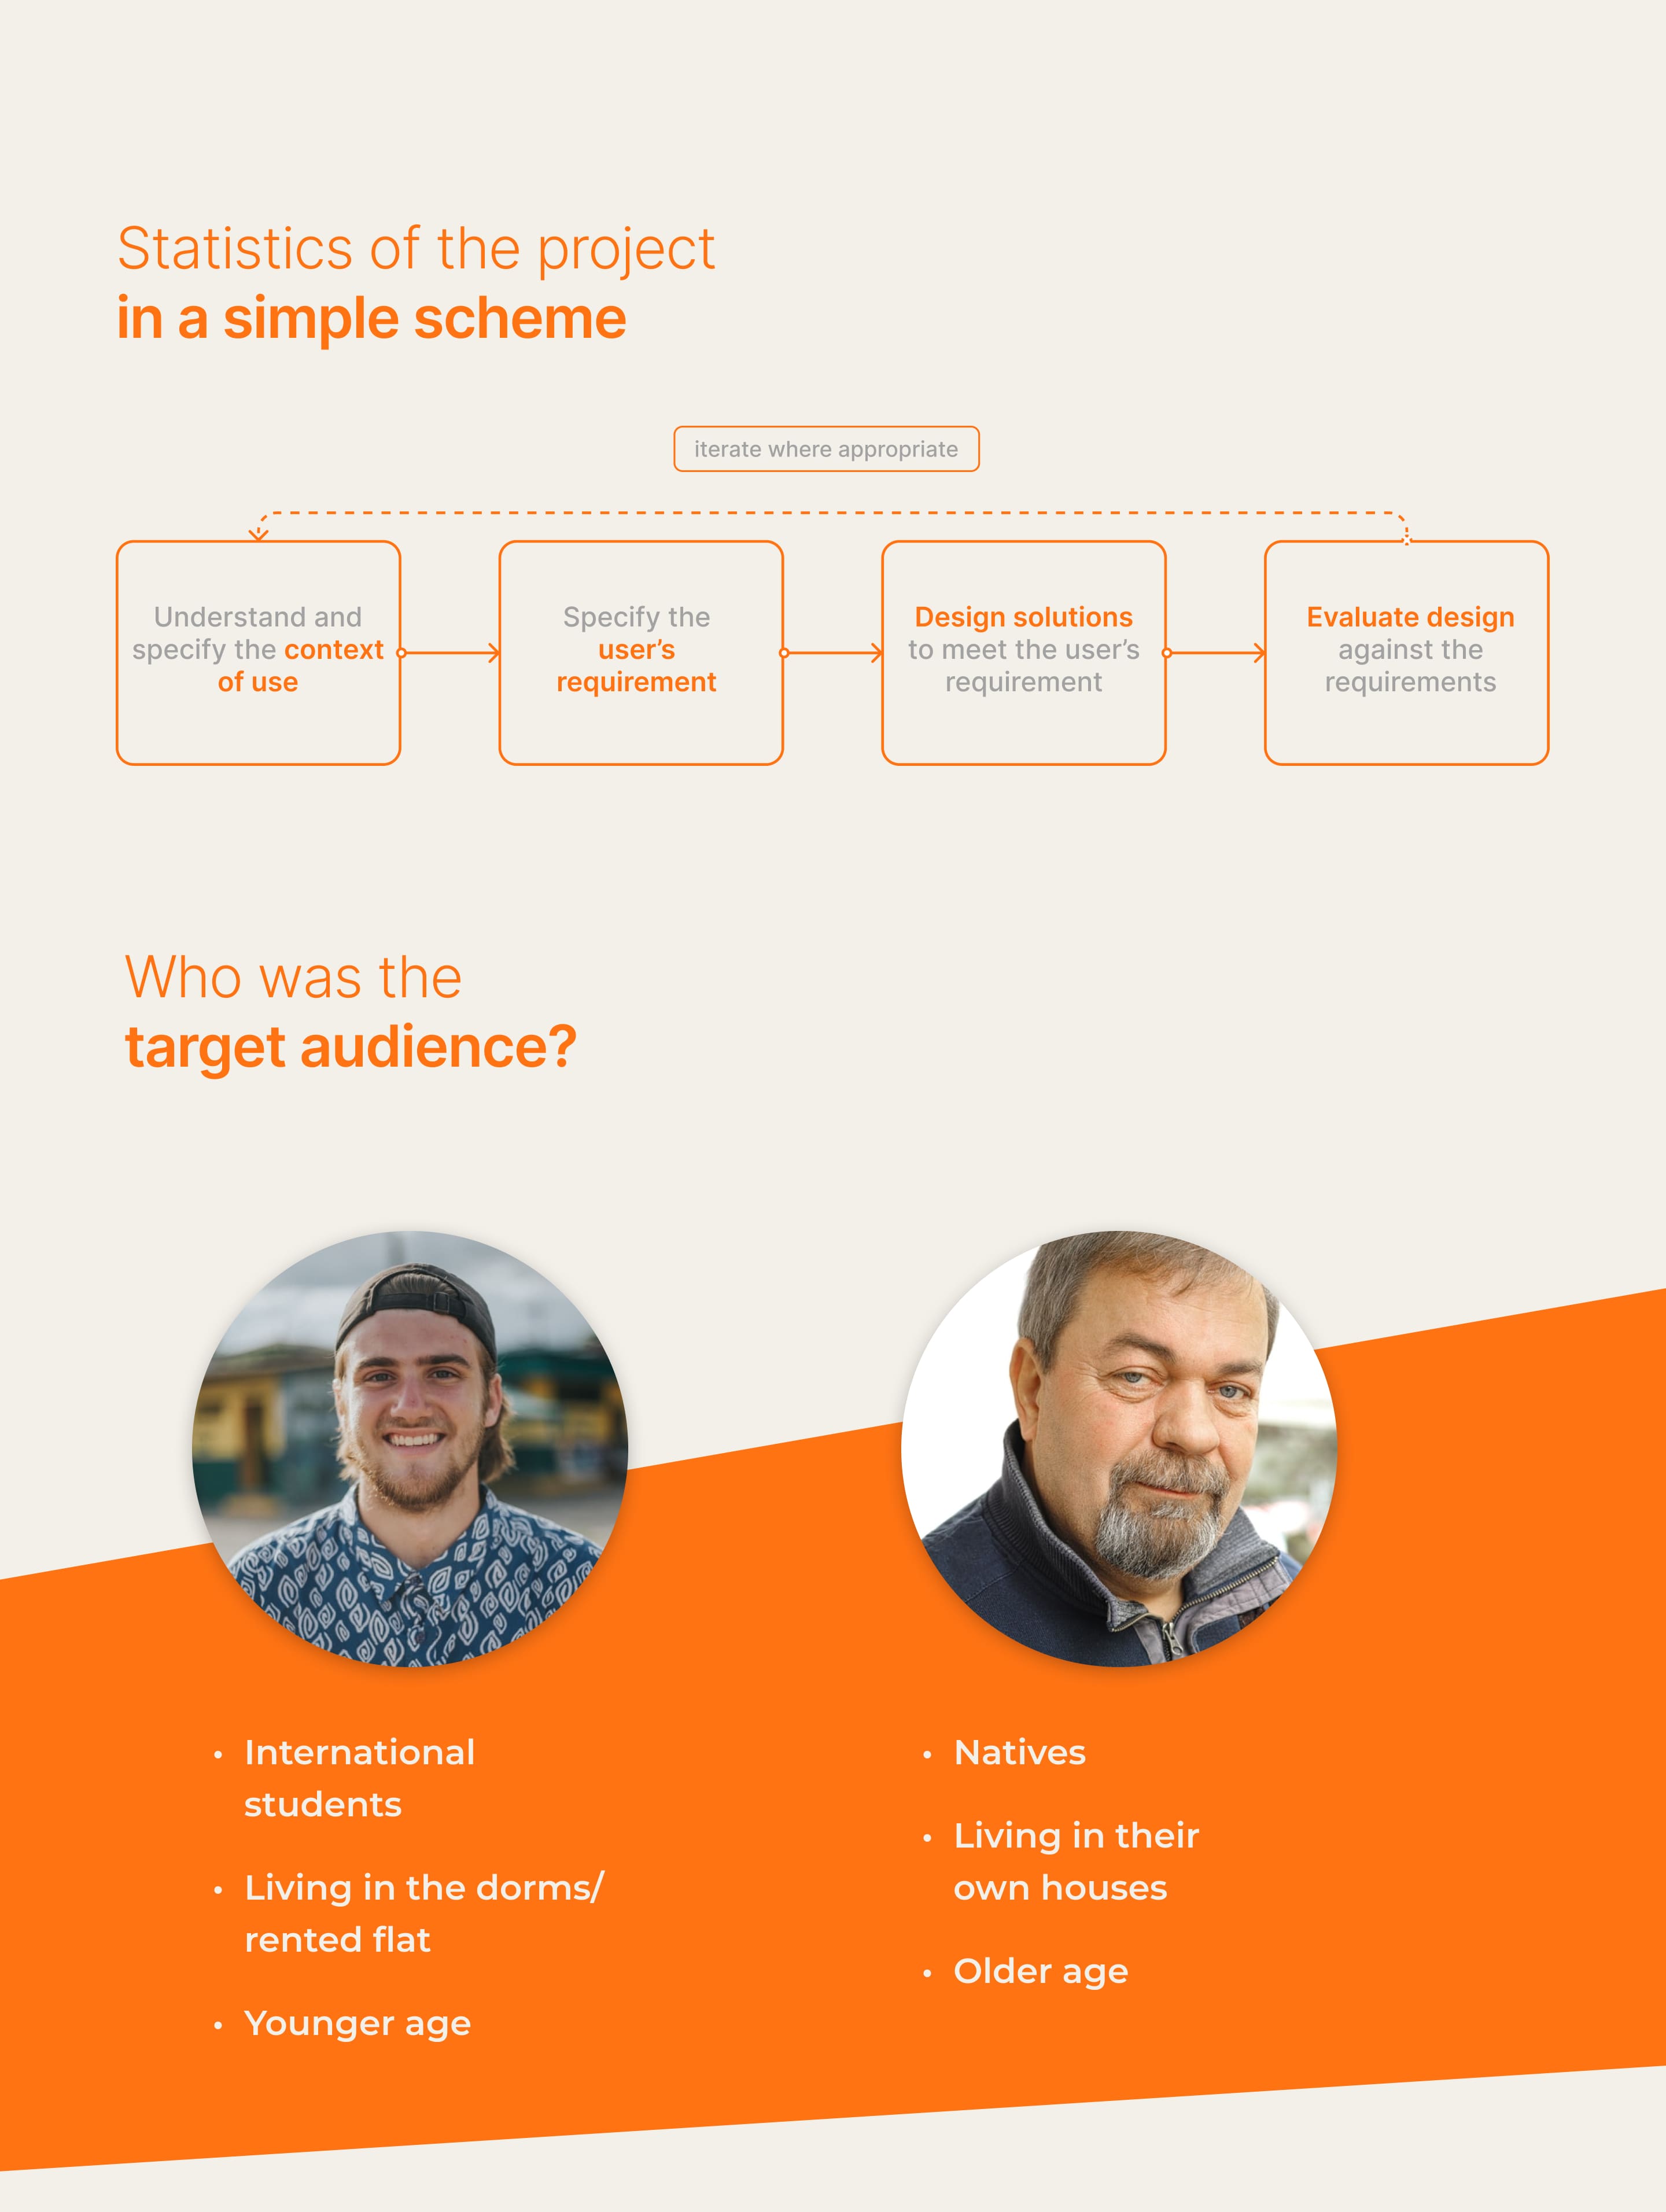 Statistics of the project
in a simple scheme
iterate where appropriate
Understand and
specify the context
of use
Specify the
user’s
requirement
Design solutions
to meet the user’s
requirement
Evaluate design
against the
requirements
Who was the
target audience?
• International
students
• Living in the dorms/
rented flat
• Younger age
• Natives
• Living in their
own houses
• Older age